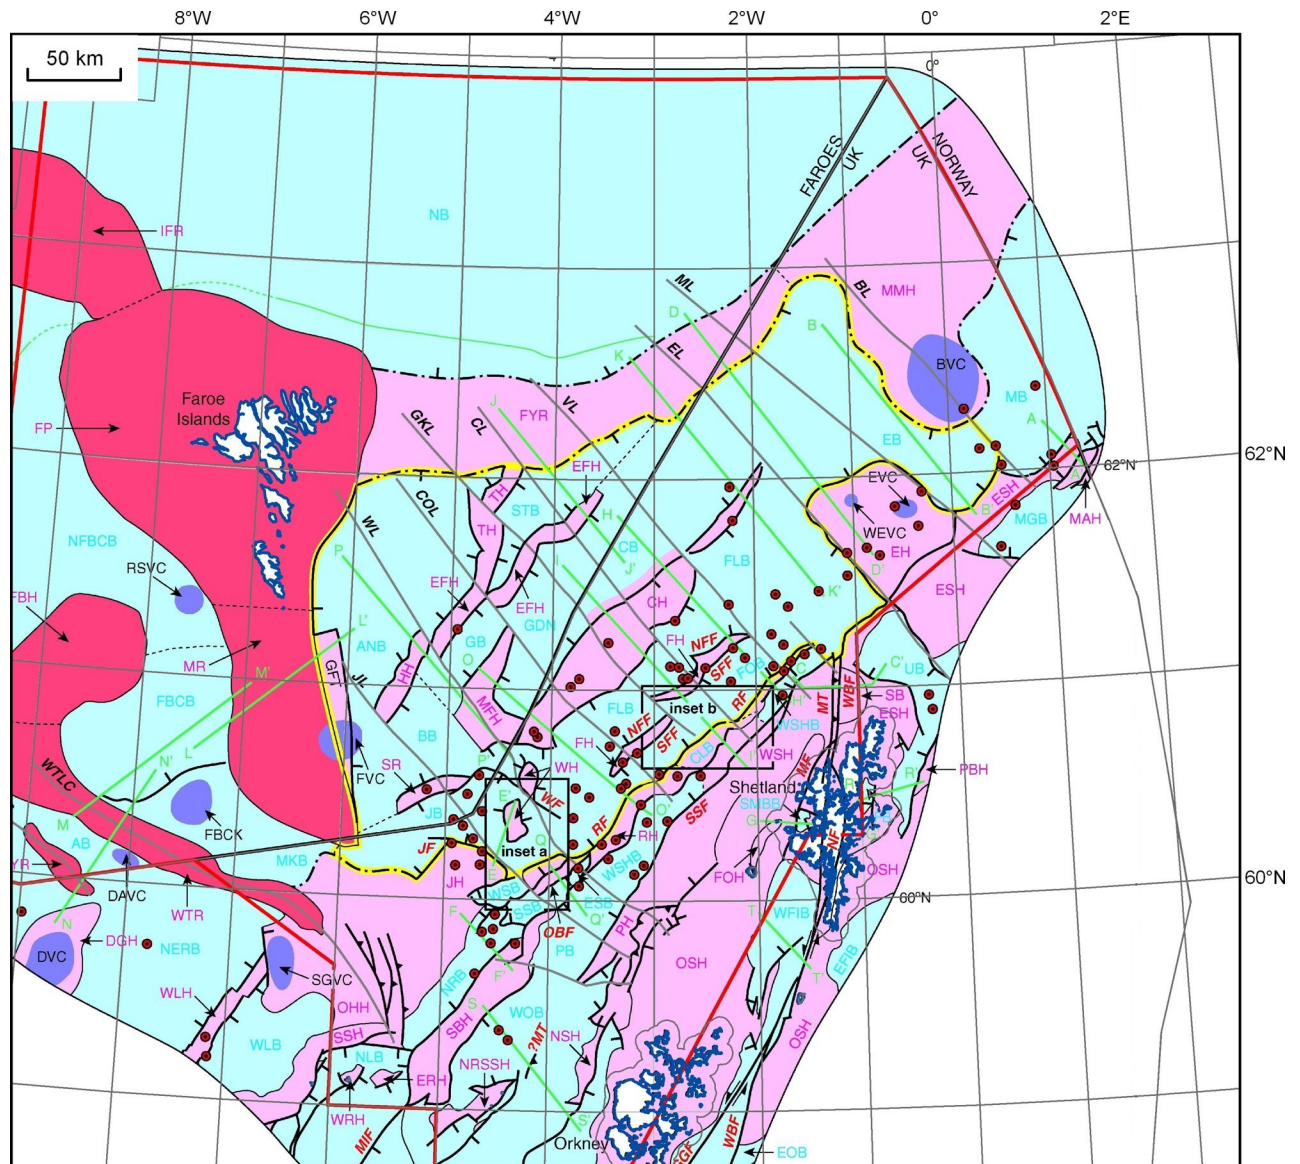 8°W 6°W 4°W 2°W 0° 2°E
50 km
0°
FAROES
UK
NORWAY
UK
NB
IFR
ML
BL
MMH
D
B
K
EL
BVC
MB
Faroe
Islands
J
VL
GKL
CL
FYR
A
FP
EB
62°N
62°N
EFH
EVC
TH
COL
ESH
WL
STB
H
TH
B'
MGB
MAH
WEVC
NFBCB
P
CB
EH
RSVC
I
J'
FLB
D'
EFH
EFH
K'
ESH
FBH
CH
L'
GDN
ANB
GB
NFF
FH
MR
O
SFF
FOB
C
C'
UB
M'
GFT
JL
HH
FBCB
MFH
FLB
inset b
RF
H'
MT
WBF
SB
ESH
NFF
WSHB
L
BB
SFF
N'
FH
CLB
I'
WSH
SR
P'
WH
MF
PBH
WTLC
FVC
R'
Shetland
R
E'
WF
SMBB
O'
SSF
FBCK
JB
G
M
RF
Q
RH
NF
AB
JF
inset a
MKB
WSHB
YR
FOH
OSH
60°N
JH
E
DAVC
WSB
ESB
60°N
WTR
SSB
T
WFIB
N
F
Q'
DGH
OBF
PH
NERB
PB
EFIB
DVC
OSH
SGVC
F'
T'
NRB
WLH
S
OHH
WOB
SBH
OSH
SSH
?MT
NSH
WLB
NLB
NRSSH
ERH
WRH
S'
MIF
Orkney
WBF
EOB
GGF